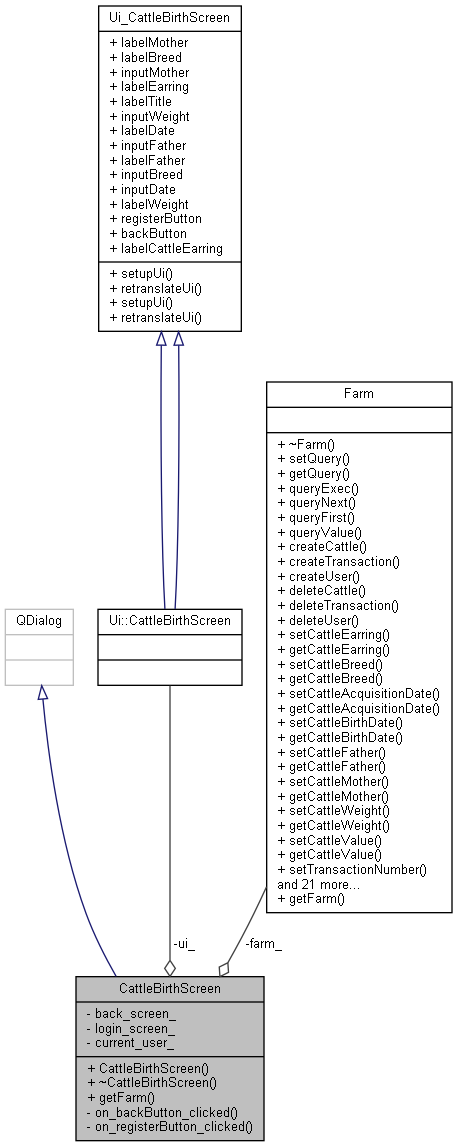 Ui_CattleBirthScreen
+ labelMother
+ labelBreed
+ inputMother
+ labelEarring
+ labelTitle
+ inputWeight
+ labelDate
+ inputFather
+ labelFather
+ inputBreed
+ inputDate
+ labelWeight
+ registerButton
+ backButton
+ labelCattleEarring
+ setupUi()
+ retranslateUi()
+ setupUi()
+ retranslateUi()
Farm
+ ~Farm()
+ setQuery()
+ getQuery()
+ queryExec()
+ queryNext()
+ queryFirst()
+ queryValue()
+ createCattle()
+ createTransaction()
+ createUser()
+ deleteCattle()
+ deleteTransaction()
+ deleteUser()
+ setCattleEarring()
+ getCattleEarring()
+ setCattleBreed()
+ getCattleBreed()
+ setCattleAcquisitionDate()
+ getCattleAcquisitionDate()
+ setCattleBirthDate()
+ getCattleBirthDate()
+ setCattleFather()
+ getCattleFather()
+ setCattleMother()
+ getCattleMother()
+ setCattleWeight()
+ getCattleWeight()
+ setCattleValue()
+ getCattleValue()
+ setTransactionNumber()
and 21 more...
+ getFarm()
QDialog
Ui::CattleBirthScreen
-ui_
-farm_
CattleBirthScreen
- back_screen_
- login_screen_
- current_user_
+ CattleBirthScreen()
+ ~CattleBirthScreen()
+ getFarm()
- on_backButton_clicked()
- on_registerButton_clicked()